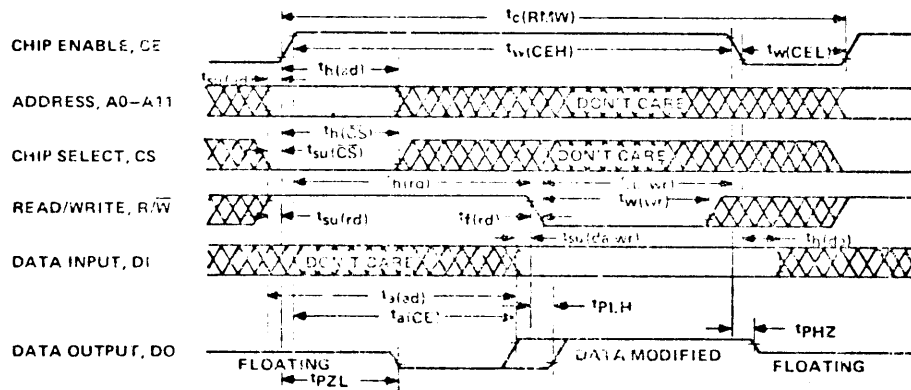 tc(RMW)
CHIP ENABLE, CE
tw(CEH)
tw(CEL)
tsu(ad)
th(ad)
ADDRESS, A0–A11
DON'T CARE
th(C̅S̅)
tsu(C̅S̅)
CHIP SELECT, CS
DON'T CARE
th(rd)
tw(wr)
READ/WRITE, R/W̅
tsu(rd)
tf(rd)
tsu(da-wr)
th(da)
DATA INPUT, DI
DON'T CARE
ta(ad)
tPLH
ta(CE)
tPHZ
DATA OUTPUT, DO
FLOATING
DATA MODIFIED
FLOATING
tPZL